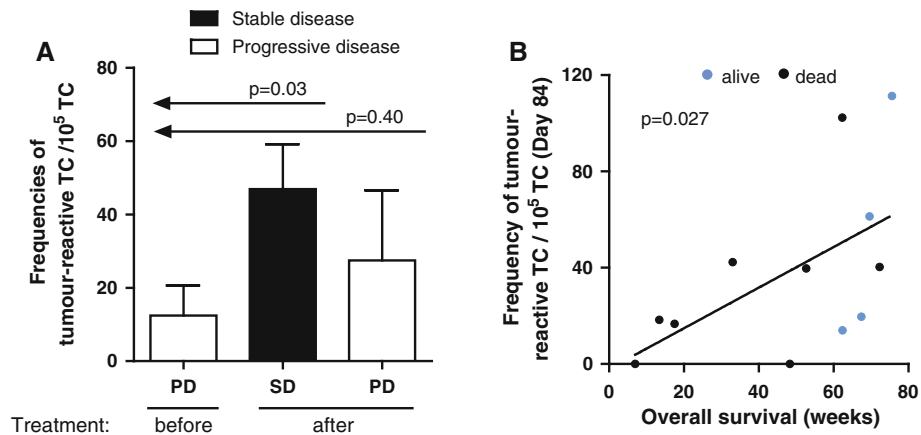 Stable disease
Progressive disease
A
Frequencies of
tumour-reactive TC /10⁵ TC
80
60
40
20
0
p=0.03
p=0.40
PD
SD
PD
Treatment:
before
after
B
alive
dead
Frequency of tumour-
reactive TC / 10⁵ TC (Day 84)
120
80
40
0
p=0.027
0
20
40
60
80
Overall survival (weeks)